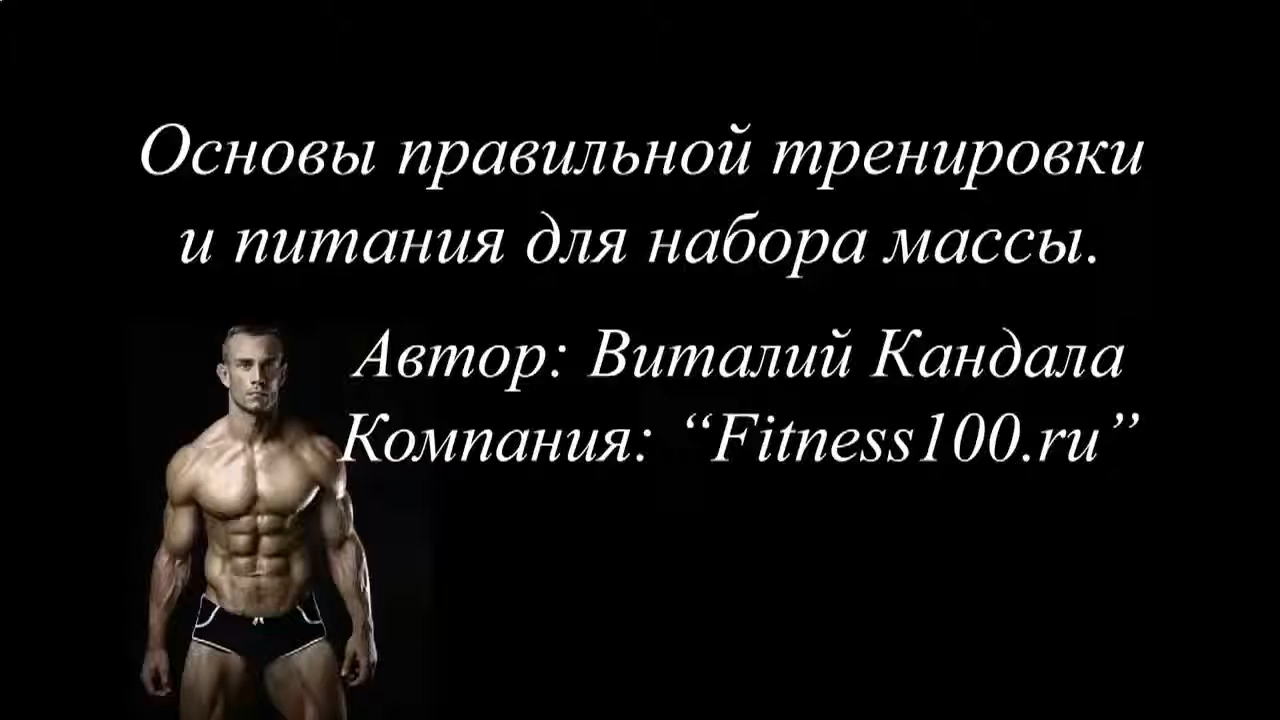 Основы правильной тренировки
и питания для набора массы.
Автор: Виталий Кандала
Компания: “Fitness100.ru”